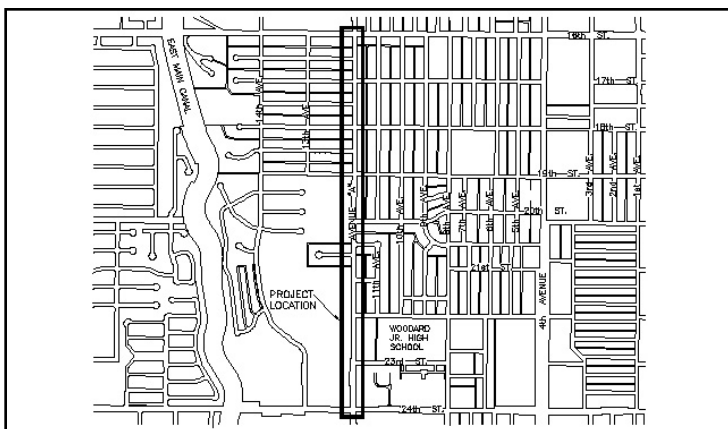 16th ST.
EAST MAIN CANAL
17th ST.
14th AVE.
13th AVE.
18th ST.
19th ST.
3rd AVE.
2nd AVE.
1st AVE.
AVENUE "A"
10th AVE.
9th AVE.
8th AVE.
7th AVE.
6th AVE.
5th AVE.
20th ST.
11th AVE.
21st ST.
PROJECT
LOCATION
4th AVENUE
WOODARD
JR. HIGH
SCHOOL
23rd ST.
24th ST.